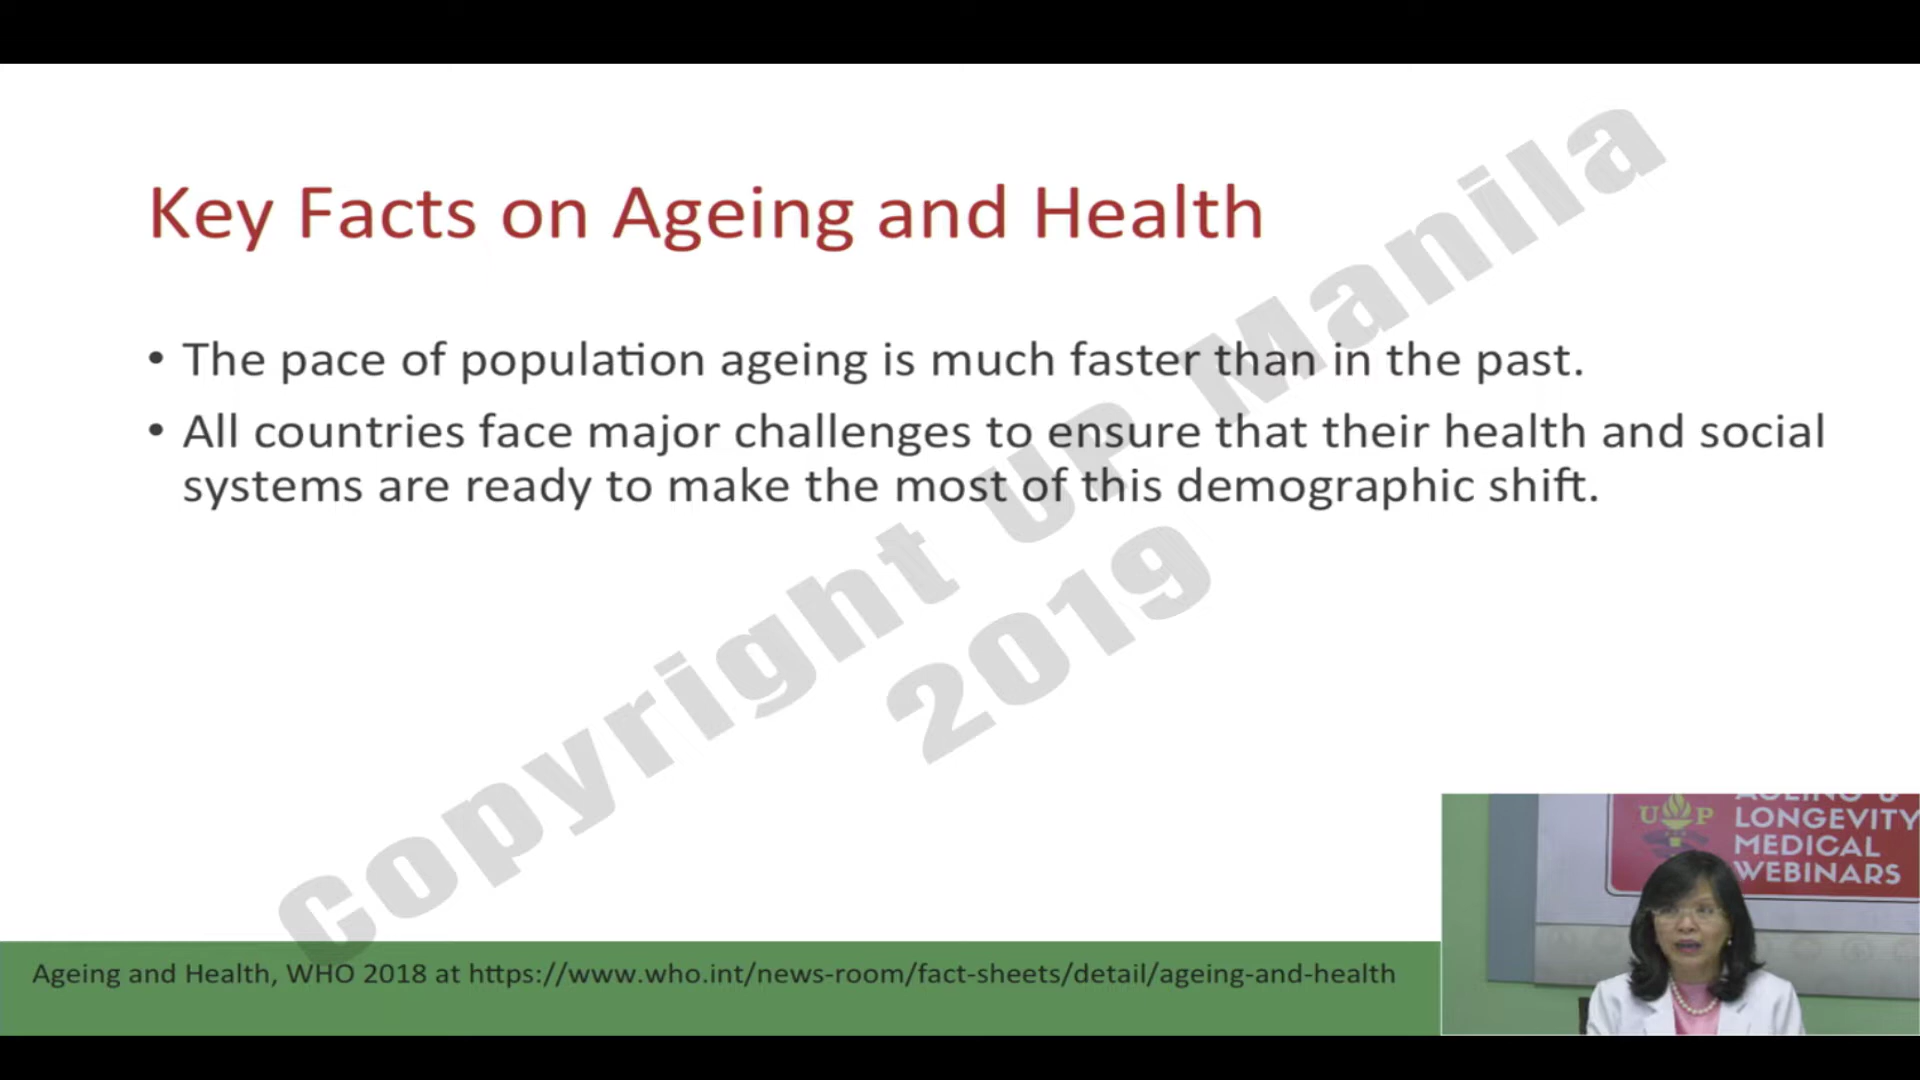 Key Facts on Ageing and Health
• The pace of population ageing is much faster than in the past.
• All countries face major challenges to ensure that their health and social
systems are ready to make the most of this demographic shift.
Copyright UP Manila
2019
Ageing and Health, WHO 2018 at https://www.who.int/news-room/fact-sheets/detail/ageing-and-health
UP
AGEING &
LONGEVITY
MEDICAL
WEBINARS